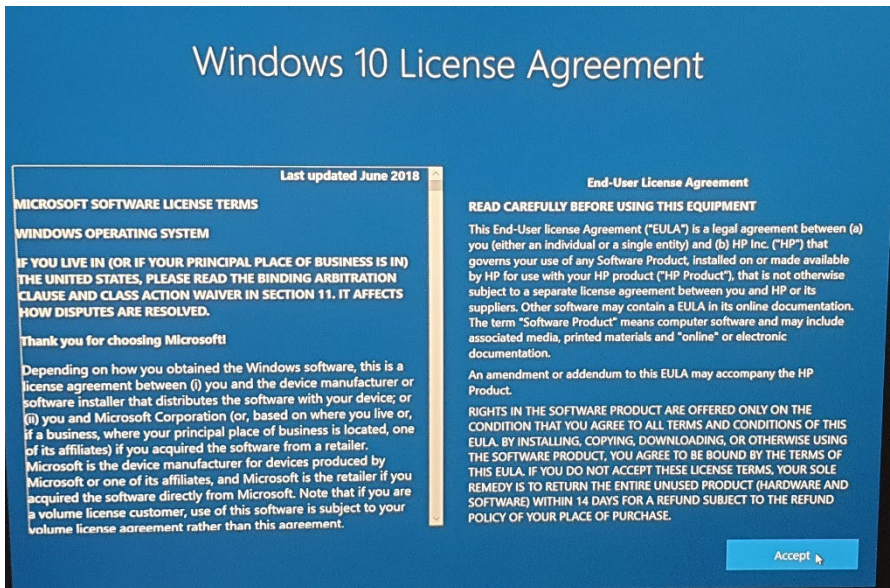 Windows 10 License Agreement
Last updated June 2018
MICROSOFT SOFTWARE LICENSE TERMS
WINDOWS OPERATING SYSTEM
IF YOU LIVE IN (OR IF YOUR PRINCIPAL PLACE OF BUSINESS IS IN)
THE UNITED STATES, PLEASE READ THE BINDING ARBITRATION
CLAUSE AND CLASS ACTION WAIVER IN SECTION 11. IT AFFECTS
HOW DISPUTES ARE RESOLVED.
Thank you for choosing Microsoft!
Depending on how you obtained the Windows software, this is a
license agreement between (i) you and the device manufacturer or
software installer that distributes the software with your device; or
(ii) you and Microsoft Corporation (or, based on where you live or,
if a business, where your principal place of business is located, one
of its affiliates) if you acquired the software from a retailer.
Microsoft is the device manufacturer for devices produced by
Microsoft or one of its affiliates, and Microsoft is the retailer if you
acquired the software directly from Microsoft. Note that if you are
a volume license customer, use of this software is subject to your
volume license agreement rather than this agreement.
End-User License Agreement
READ CAREFULLY BEFORE USING THIS EQUIPMENT
This End-User license Agreement ("EULA") is a legal agreement between (a)
you (either an individual or a single entity) and (b) HP Inc. ("HP") that
governs your use of any Software Product, installed on or made available
by HP for use with your HP product ("HP Product"), that is not otherwise
subject to a separate license agreement between you and HP or its
suppliers. Other software may contain a EULA in its online documentation.
The term "Software Product" means computer software and may include
associated media, printed materials and "online" or electronic
documentation.
An amendment or addendum to this EULA may accompany the HP
Product.
RIGHTS IN THE SOFTWARE PRODUCT ARE OFFERED ONLY ON THE
CONDITION THAT YOU AGREE TO ALL TERMS AND CONDITIONS OF THIS
EULA. BY INSTALLING, COPYING, DOWNLOADING, OR OTHERWISE USING
THE SOFTWARE PRODUCT, YOU AGREE TO BE BOUND BY THE TERMS OF
THIS EULA. IF YOU DO NOT ACCEPT THESE LICENSE TERMS, YOUR SOLE
REMEDY IS TO RETURN THE ENTIRE UNUSED PRODUCT (HARDWARE AND
SOFTWARE) WITHIN 14 DAYS FOR A REFUND SUBJECT TO THE REFUND
POLICY OF YOUR PLACE OF PURCHASE.
Accept